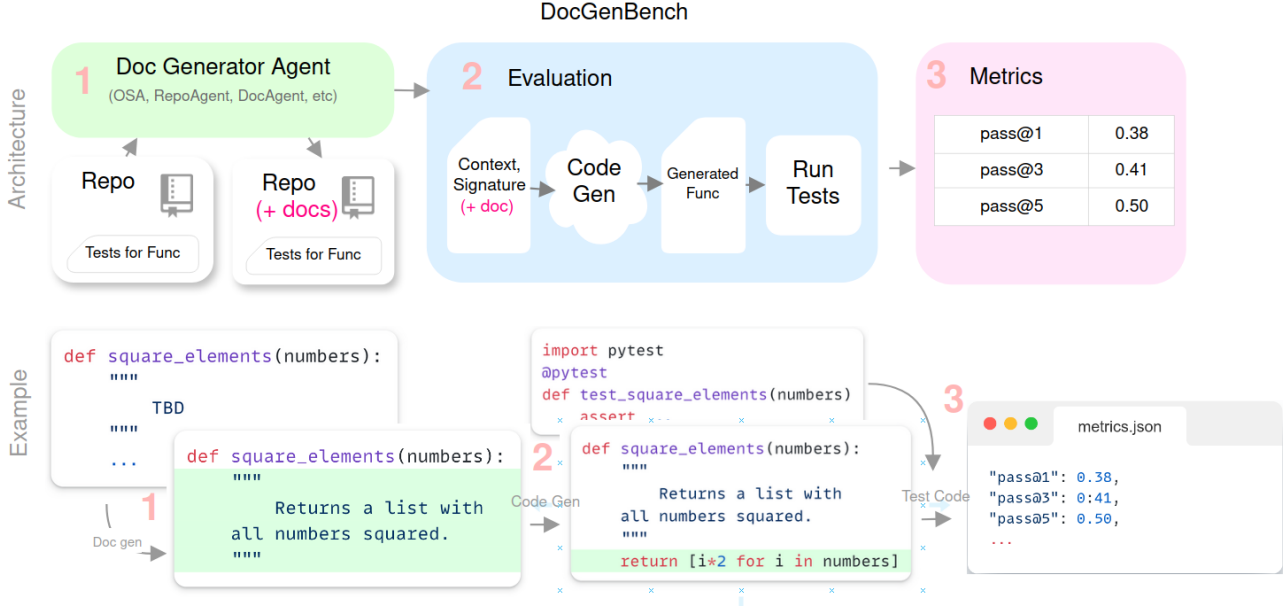 DocGenBench
Architecture
1
Doc Generator Agent
(OSA, RepoAgent, DocAgent, etc)
Repo
Tests for Func
Repo
(+ docs)
Tests for Func
2
Evaluation
Context,
Signature
(+ doc)
Code
Gen
Generated
Func
Run
Tests
3
Metrics
pass@1 0.38
pass@3 0.41
pass@5 0.50
Example
def square_elements(numbers):
"""
TBD
"""
...
1
Doc gen
def square_elements(numbers):
"""
Returns a list with
all numbers squared.
"""
2
Code Gen
import pytest
@pytest
def test_square_elements(numbers)
assert ...
def square_elements(numbers):
"""
Returns a list with
all numbers squared.
"""
return [i*2 for i in numbers]
Test Code
3
metrics.json
"pass@1": 0.38,
"pass@3": 0:41,
"pass@5": 0.50,
...